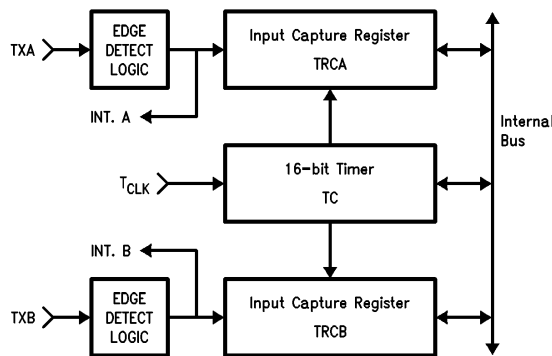 TXA
EDGE
DETECT
LOGIC
Input Capture Register
TRCA
INT. A
Internal
Bus
TCLK
16-bit Timer
TC
INT. B
TXB
EDGE
DETECT
LOGIC
Input Capture Register
TRCB